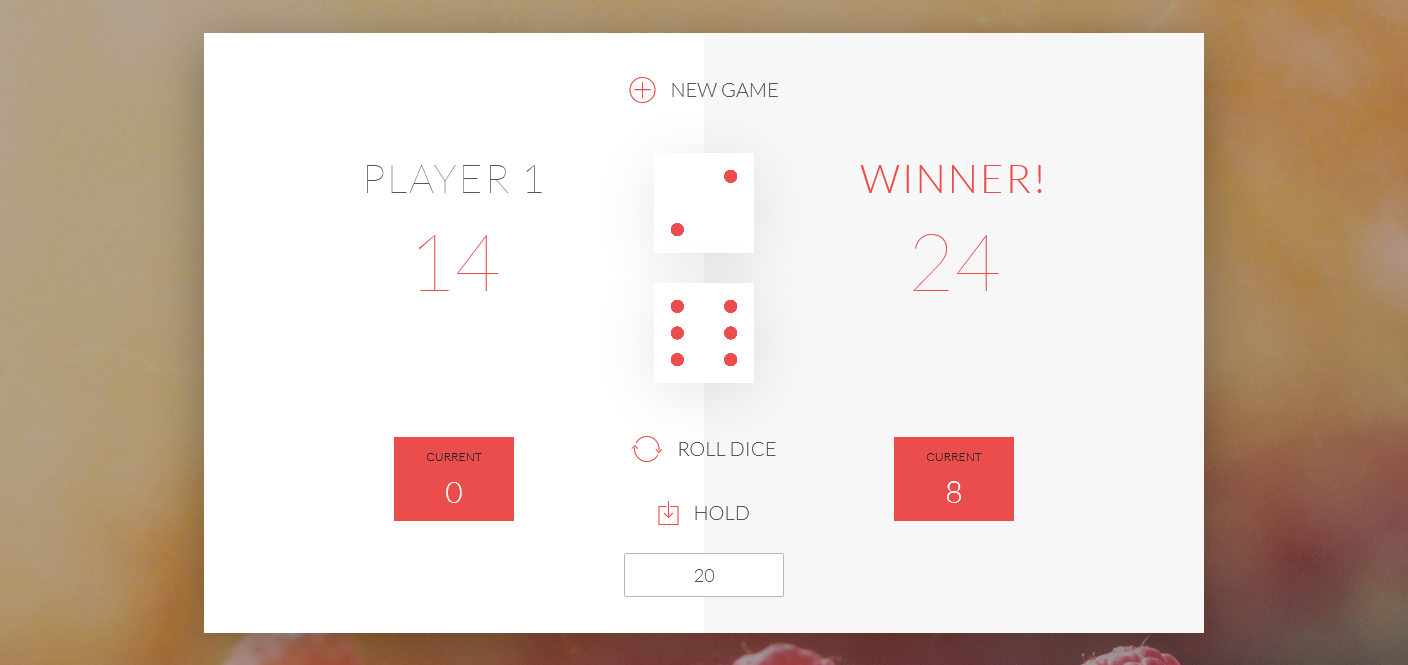 NEW GAME
PLAYER 1
14
WINNER!
24
CURRENT
0
ROLL DICE
CURRENT
8
HOLD
20